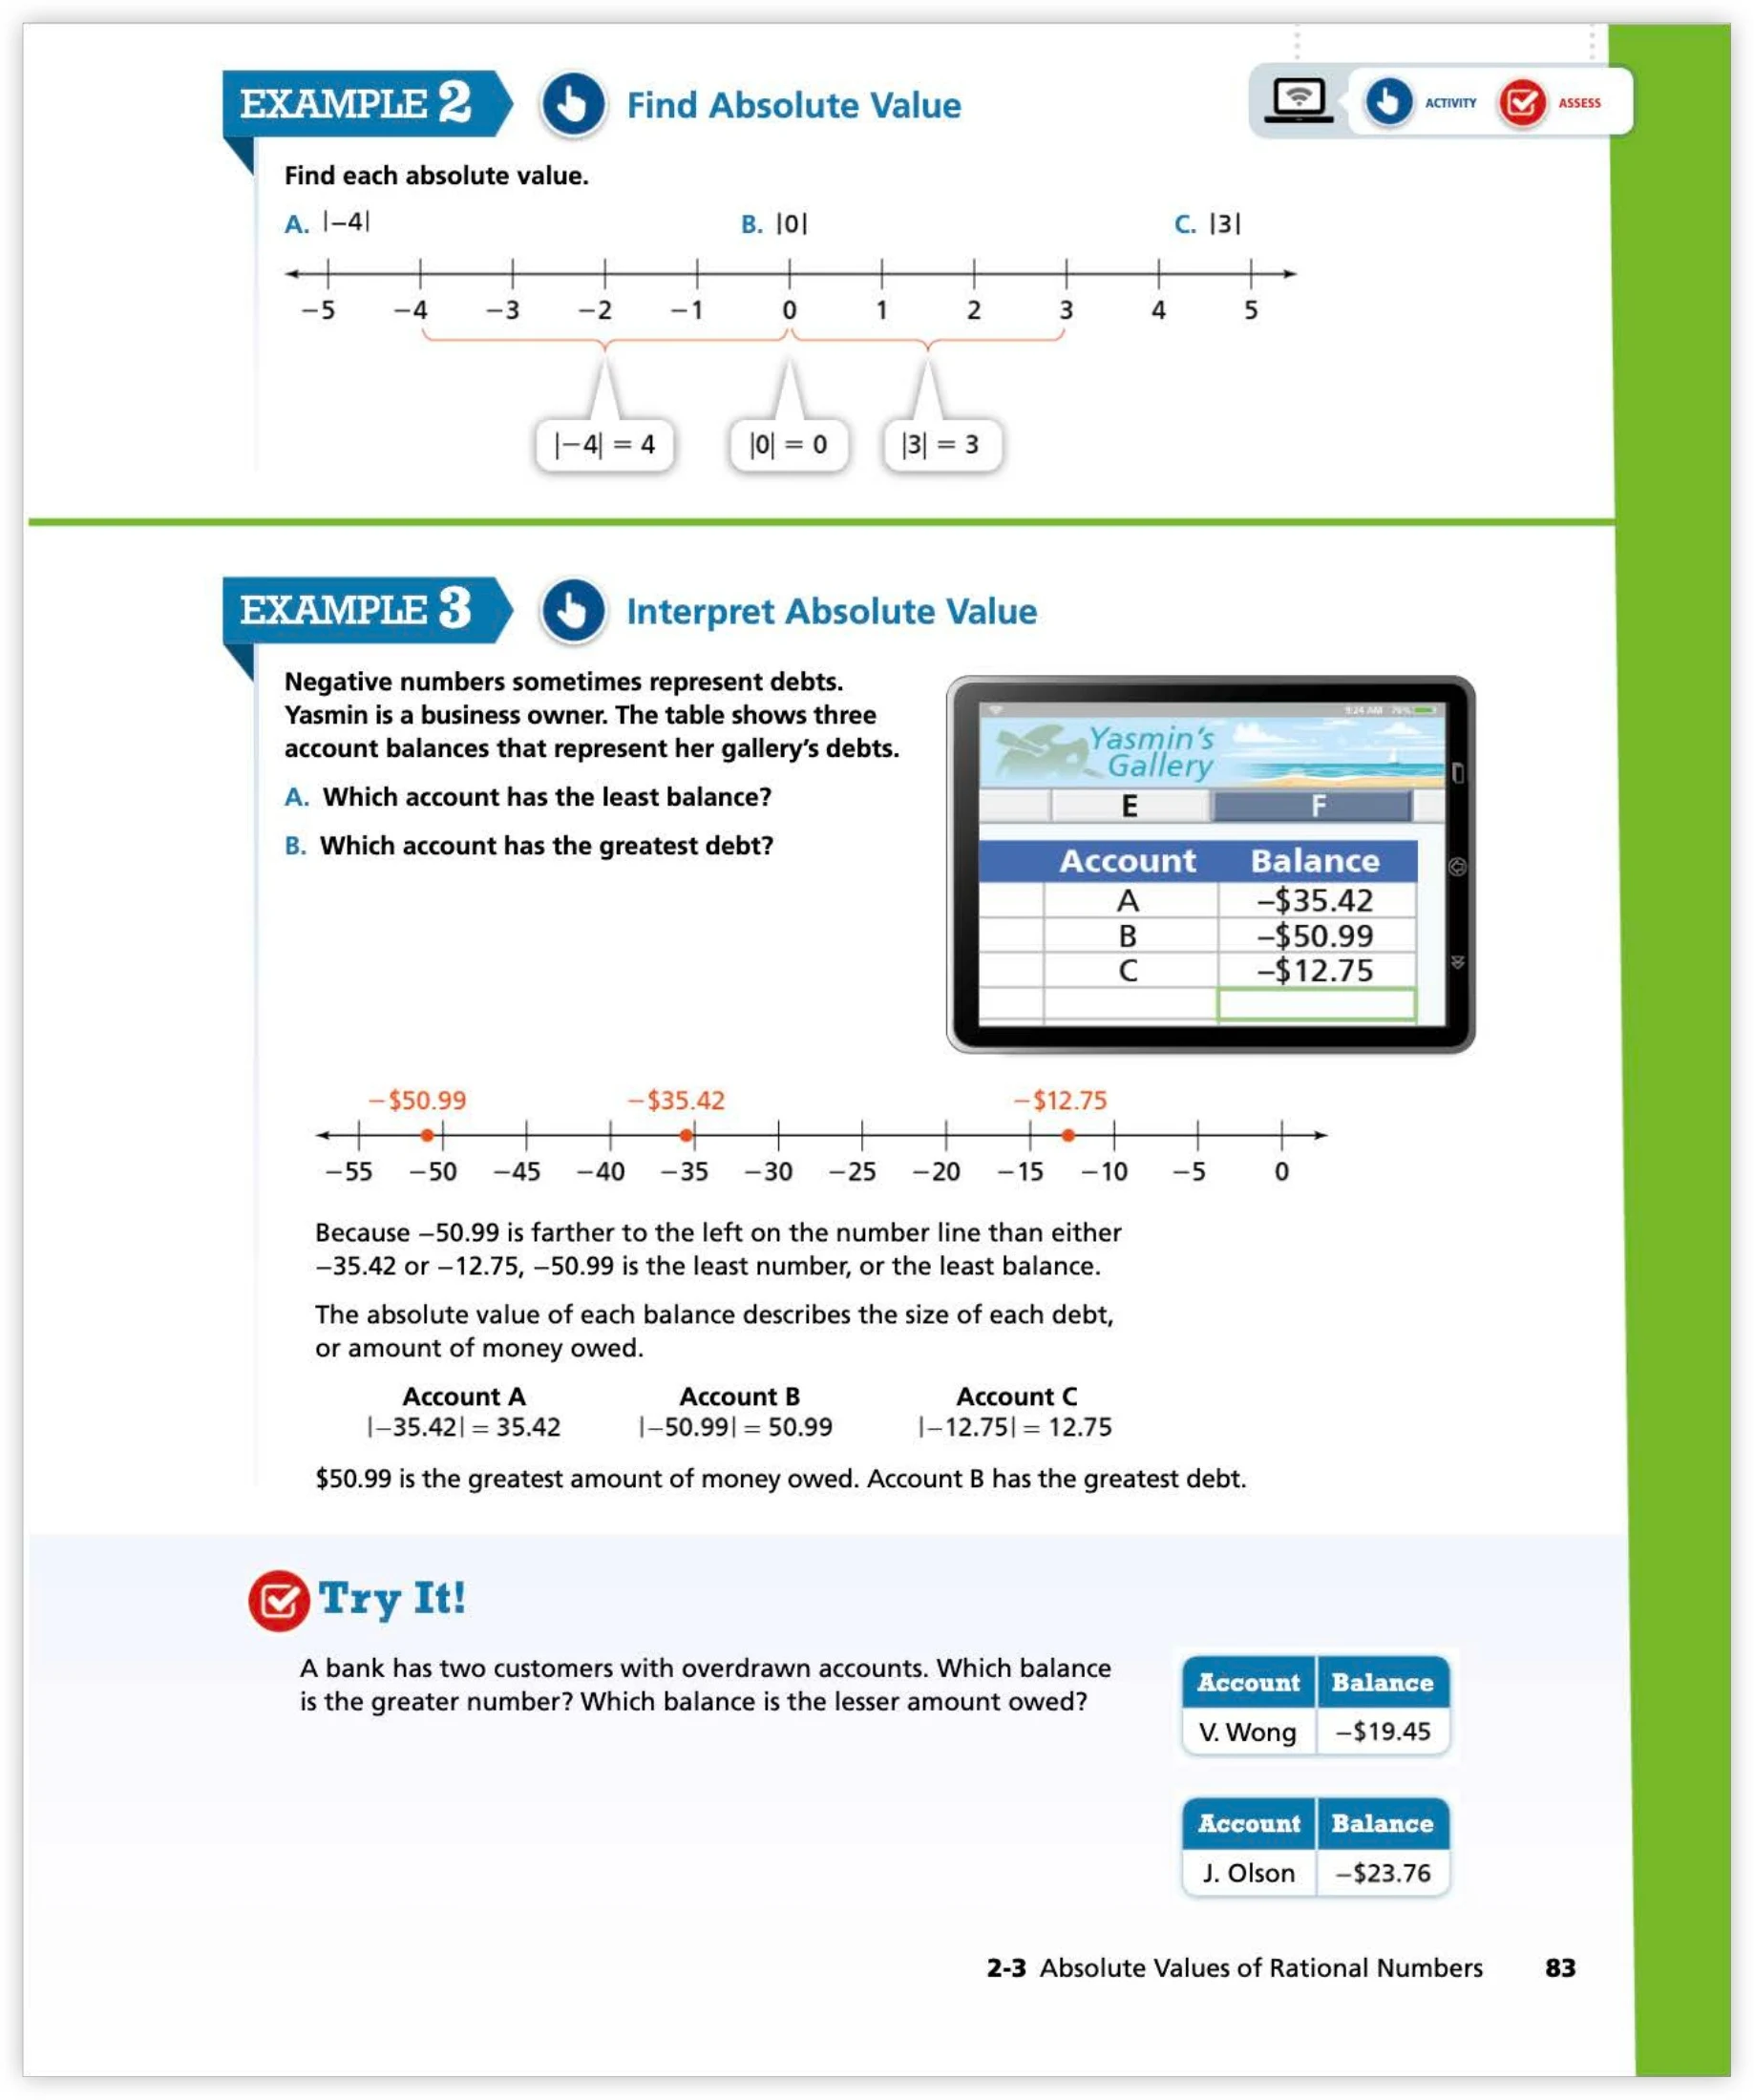 EXAMPLE 2 Find Absolute Value
ACTIVITY ASSESS
Find each absolute value.
A. |−4| B. |0| C. |3|
−5 −4 −3 −2 −1 0 1 2 3 4 5
|−4| = 4 |0| = 0 |3| = 3
EXAMPLE 3 Interpret Absolute Value
Negative numbers sometimes represent debts.
Yasmin is a business owner. The table shows three
account balances that represent her gallery's debts.
A. Which account has the least balance?
B. Which account has the greatest debt?
9:24 AM
Yasmin's
Gallery
E F
Account Balance
A −$35.42
B −$50.99
C −$12.75
−$50.99 −$35.42 −$12.75
−55 −50 −45 −40 −35 −30 −25 −20 −15 −10 −5 0
Because −50.99 is farther to the left on the number line than either
−35.42 or −12.75, −50.99 is the least number, or the least balance.
The absolute value of each balance describes the size of each debt,
or amount of money owed.
Account A Account B Account C
|−35.42| = 35.42 |−50.99| = 50.99 |−12.75| = 12.75
$50.99 is the greatest amount of money owed. Account B has the greatest debt.
Try It!
A bank has two customers with overdrawn accounts. Which balance
is the greater number? Which balance is the lesser amount owed?
Account Balance
V. Wong −$19.45
Account Balance
J. Olson −$23.76
2-3 Absolute Values of Rational Numbers 83